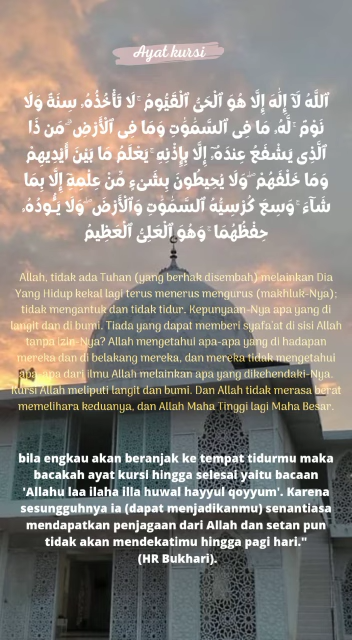 Ayat kursi
ٱللَّهُ لَآ إِلَٰهَ إِلَّا هُوَ ٱلْحَىُّ ٱلْقَيُّومُ ۚ لَا تَأْخُذُهُۥ سِنَةٌ وَلَا
نَوْمٌ ۚ لَّهُۥ مَا فِى ٱلسَّمَٰوَٰتِ وَمَا فِى ٱلْأَرْضِ ۗ مَن ذَا
ٱلَّذِى يَشْفَعُ عِندَهُۥٓ إِلَّا بِإِذْنِهِۦ ۚ يَعْلَمُ مَا بَيْنَ أَيْدِيهِمْ
وَمَا خَلْفَهُمْ ۖ وَلَا يُحِيطُونَ بِشَىْءٍ مِّنْ عِلْمِهِۦٓ إِلَّا بِمَا
شَآءَ ۚ وَسِعَ كُرْسِيُّهُ ٱلسَّمَٰوَٰتِ وَٱلْأَرْضَ ۖ وَلَا يَـُٔودُهُۥ
حِفْظُهُمَا ۚ وَهُوَ ٱلْعَلِىُّ ٱلْعَظِيمُ
Allah, tidak ada Tuhan (yang berhak disembah) melainkan Dia
Yang Hidup kekal lagi terus menerus mengurus (makhluk-Nya);
tidak mengantuk dan tidak tidur. Kepunyaan-Nya apa yang di
langit dan di bumi. Tiada yang dapat memberi syafa'at di sisi Allah
tanpa izin-Nya? Allah mengetahui apa-apa yang di hadapan
mereka dan di belakang mereka, dan mereka tidak mengetahui
apa-apa dari ilmu Allah melainkan apa yang dikehendaki-Nya.
Kursi Allah meliputi langit dan bumi. Dan Allah tidak merasa berat
memelihara keduanya, dan Allah Maha Tinggi lagi Maha Besar.
bila engkau akan beranjak ke tempat tidurmu maka
bacakah ayat kursi hingga selesai yaitu bacaan
'Allahu laa ilaha illa huwal hayyul qoyyum'. Karena
sesungguhnya ia (dapat menjadikanmu) senantiasa
mendapatkan penjagaan dari Allah dan setan pun
tidak akan mendekatimu hingga pagi hari."
(HR Bukhari).